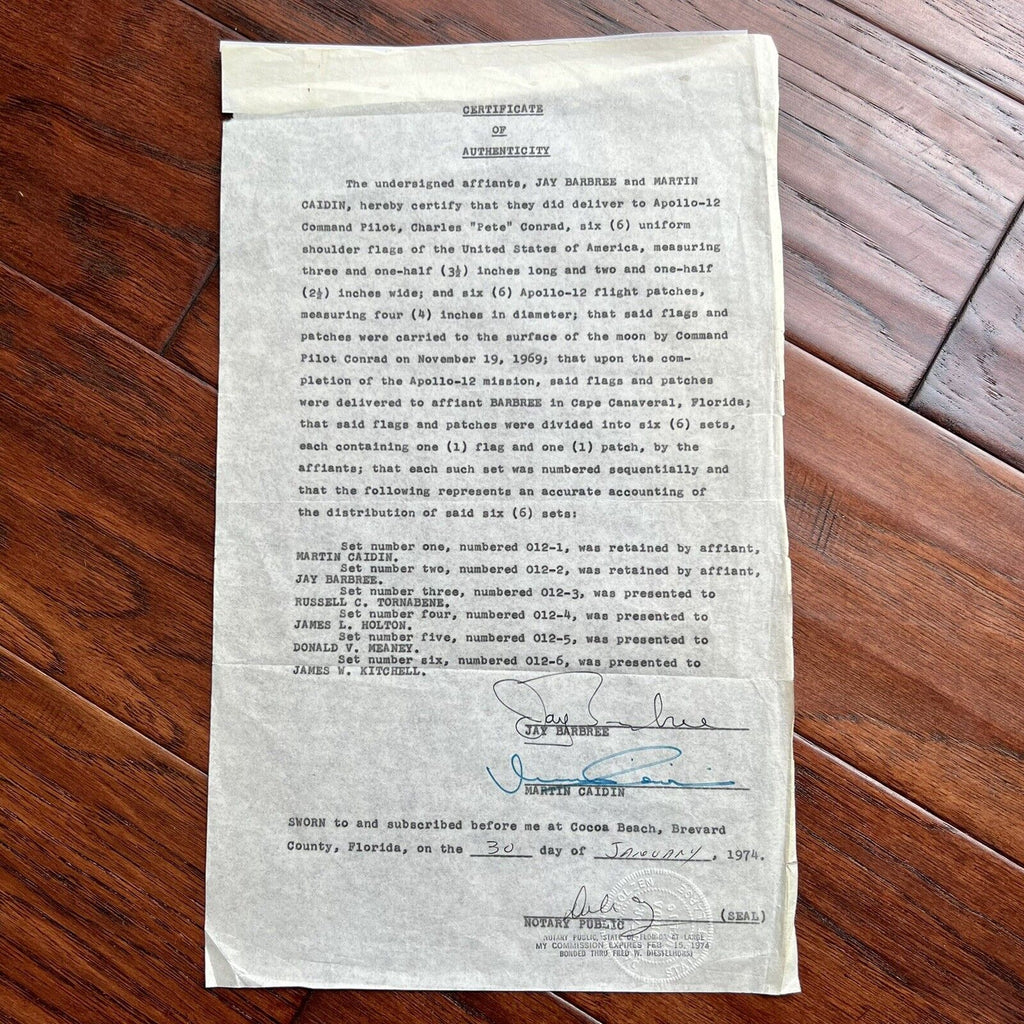 CERTIFICATE
OF
AUTHENTICITY
The undersigned affiants, JAY BARBREE and MARTIN
CAIDIN, hereby certify that they did deliver to Apollo-12
Command Pilot, Charles "Pete" Conrad, six (6) uniform
shoulder flags of the United States of America, measuring
three and one-half (3½) inches long and two and one-half
(2½) inches wide; and six (6) Apollo-12 flight patches,
measuring four (4) inches in diameter; that said flags and
patches were carried to the surface of the moon by Command
Pilot Conrad on November 19, 1969; that upon the com-
pletion of the Apollo-12 mission, said flags and patches
were delivered to affiant BARBREE in Cape Canaveral, Florida;
that said flags and patches were divided into six (6) sets,
each containing one (1) flag and one (1) patch, by the
affiants; that each such set was numbered sequentially and
that the following represents an accurate accounting of
the distribution of said six (6) sets:
Set number one, numbered 012-1, was retained by affiant,
MARTIN CAIDIN.
Set number two, numbered 012-2, was retained by affiant,
JAY BARBREE.
Set number three, numbered 012-3, was presented to
RUSSELL C. TORNABENE.
Set number four, numbered 012-4, was presented to
JAMES L. HOLTON.
Set number five, numbered 012-5, was presented to
DONALD V. MEANEY.
Set number six, numbered 012-6, was presented to
JAMES W. KITCHELL.
Jay Barbree
JAY BARBREE
MARTIN CAIDIN
SWORN to and subscribed before me at Cocoa Beach, Brevard
County, Florida, on the 30 day of JANUARY, 1974.
NOTARY PUBLIC (SEAL)
NOTARY PUBLIC, STATE OF FLORIDA AT LARGE
MY COMMISSION EXPIRES FEB 15, 1974
BONDED THRU FRED W. DIESTELHORST